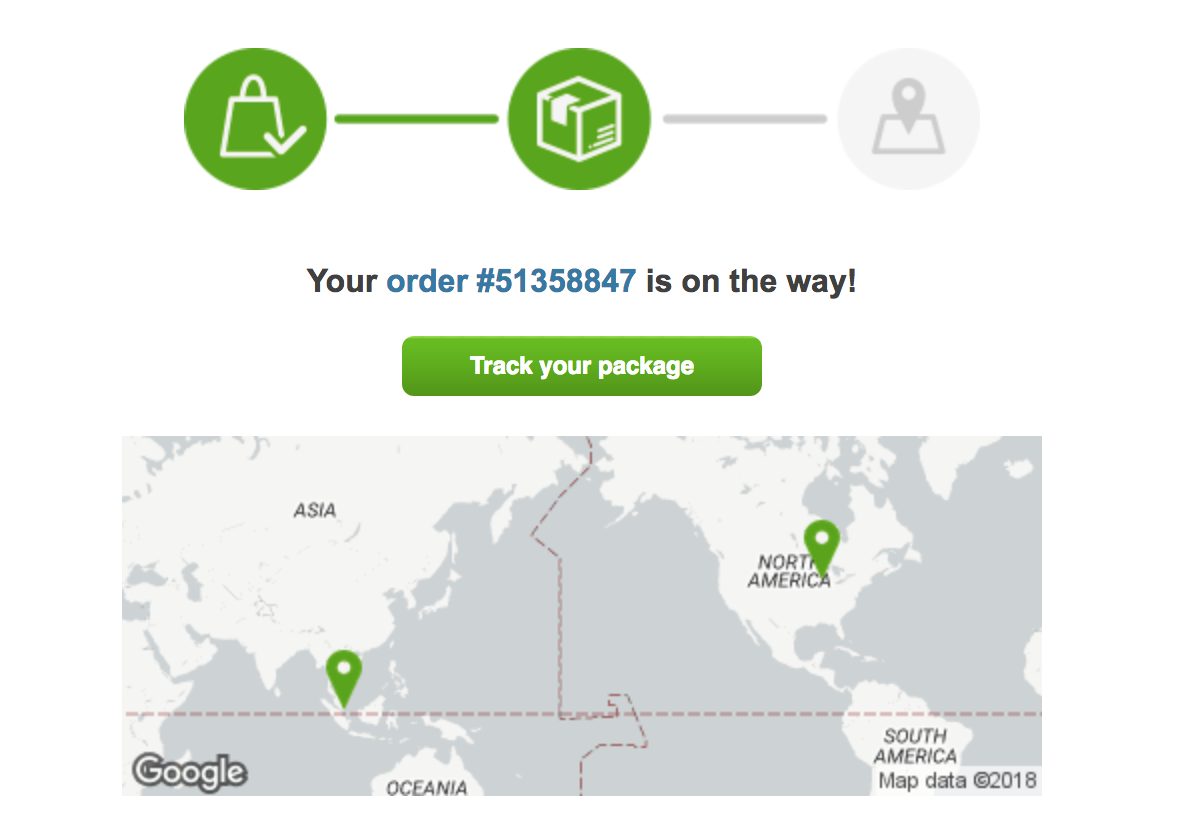 Your order #51358847 is on the way!
Track your package
ASIA
NORTH
AMERICA
SOUTH
AMERICA
OCEANIA
Google
Map data ©2018